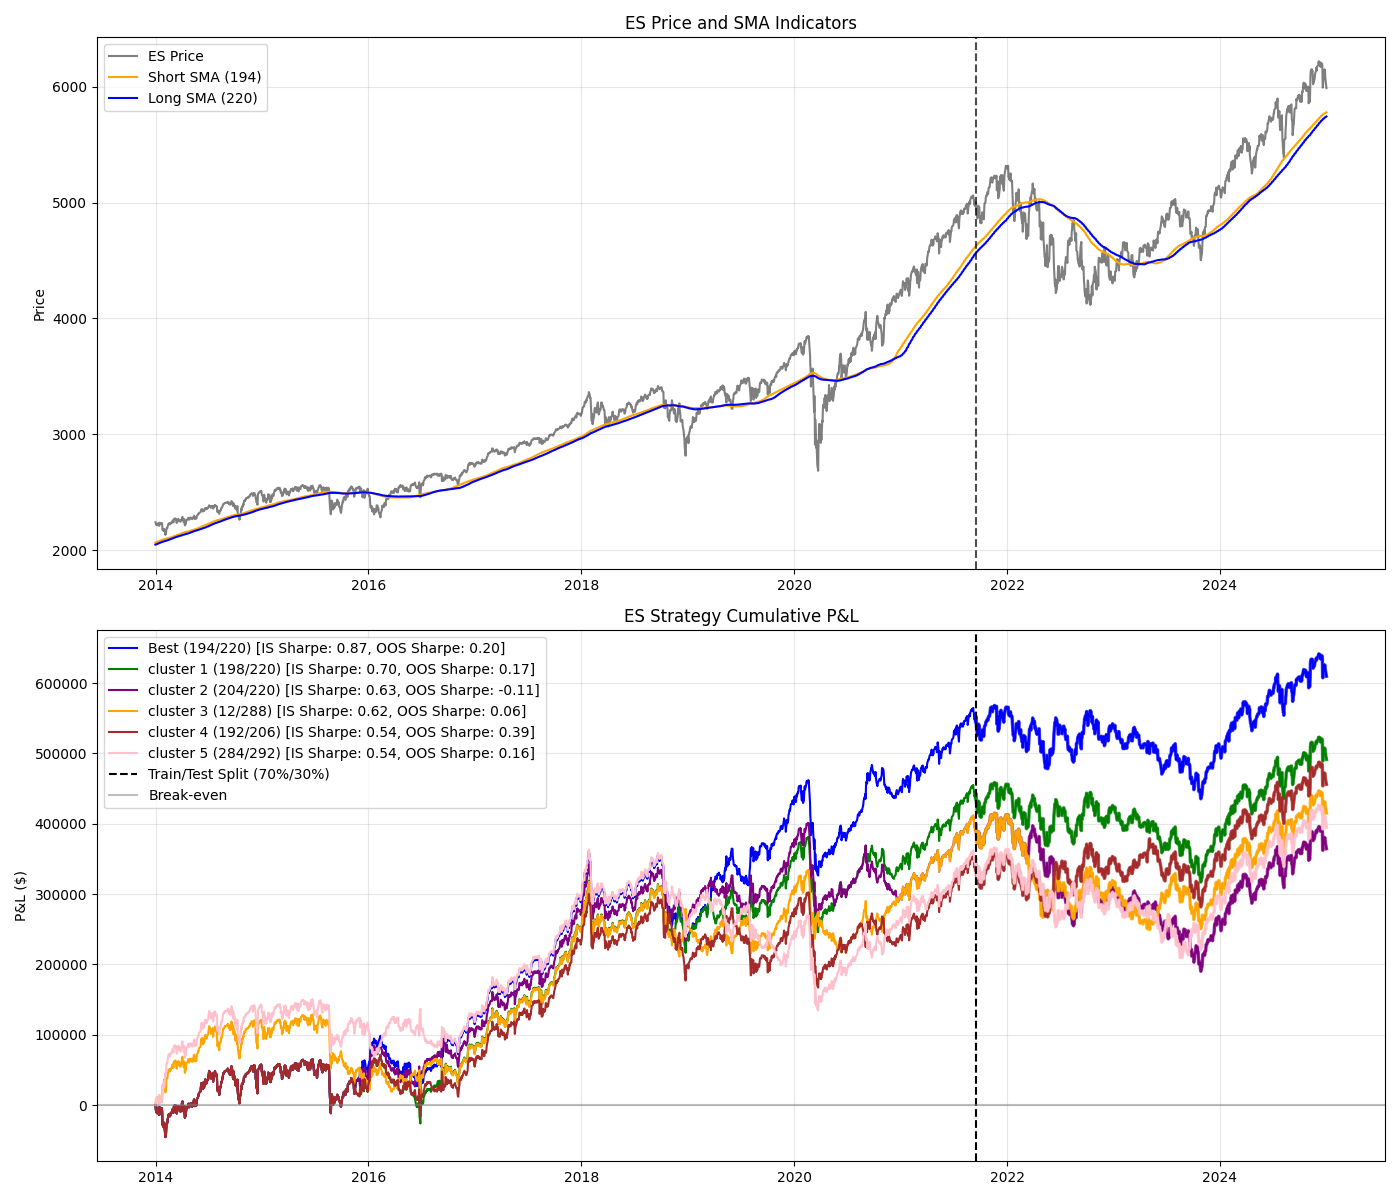 ES Price and SMA Indicators
ES Price
Short SMA (194)
Long SMA (220)
Price
6000
5000
4000
3000
2000
2014
2016
2018
2020
2022
2024
ES Strategy Cumulative P&L
Best (194/220) [IS Sharpe: 0.87, OOS Sharpe: 0.20]
cluster 1 (198/220) [IS Sharpe: 0.70, OOS Sharpe: 0.17]
cluster 2 (204/220) [IS Sharpe: 0.63, OOS Sharpe: -0.11]
cluster 3 (12/288) [IS Sharpe: 0.62, OOS Sharpe: 0.06]
cluster 4 (192/206) [IS Sharpe: 0.54, OOS Sharpe: 0.39]
cluster 5 (284/292) [IS Sharpe: 0.54, OOS Sharpe: 0.16]
Train/Test Split (70%/30%)
Break-even
P&L ($)
600000
500000
400000
300000
200000
100000
0
2014
2016
2018
2020
2022
2024